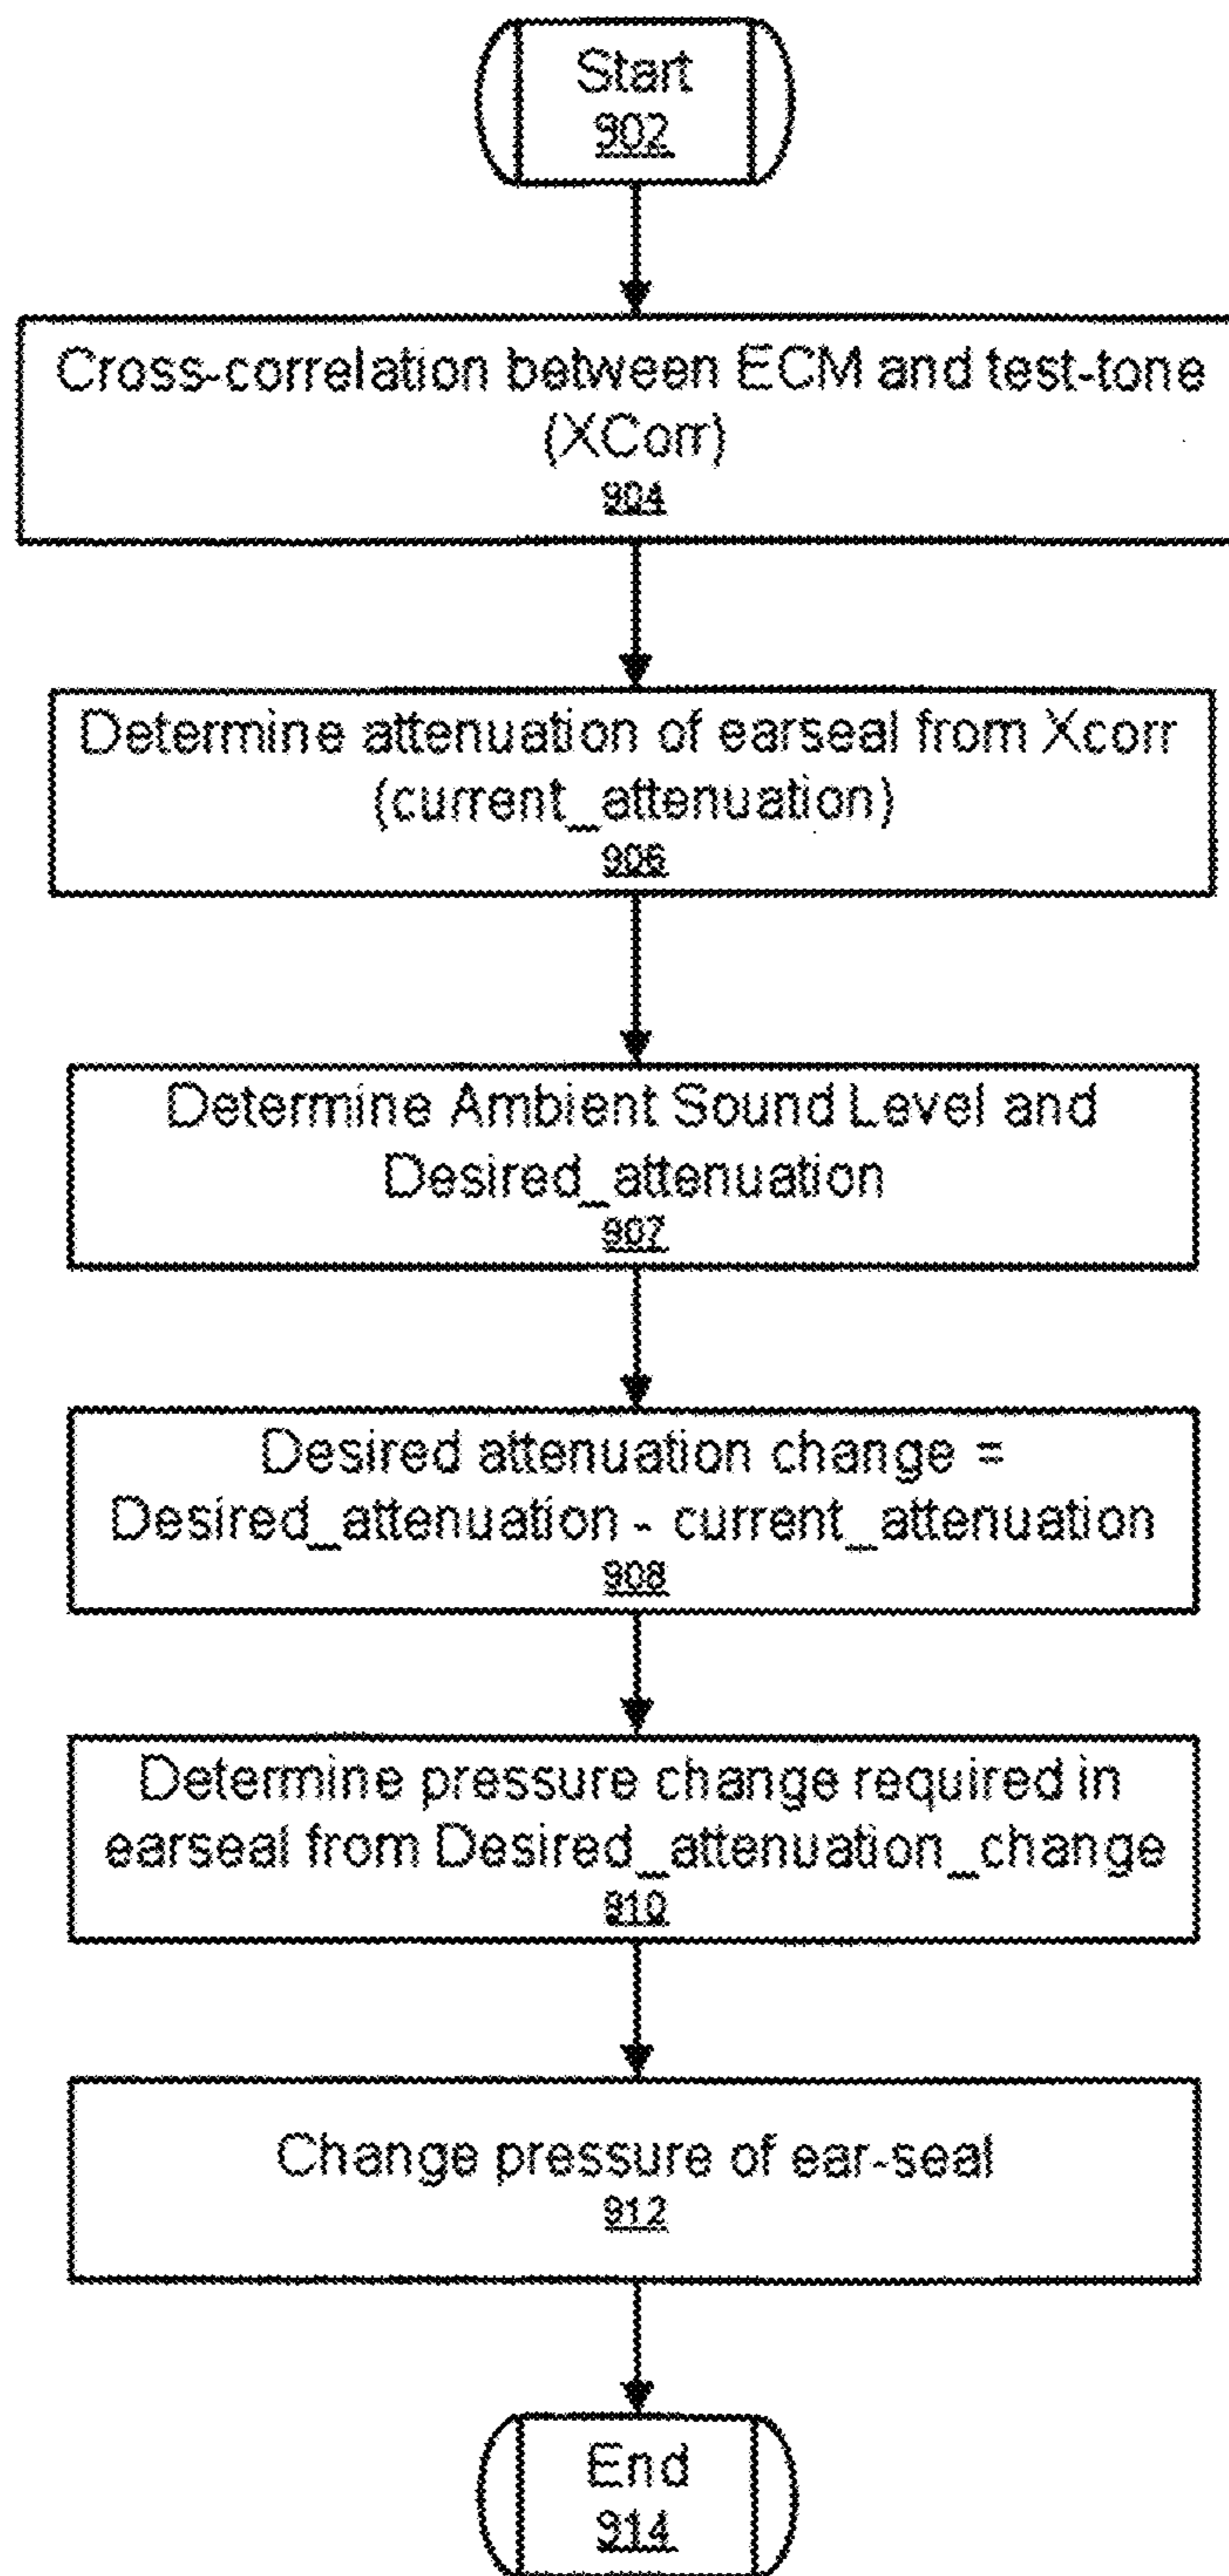 Start
902
Cross-correlation between ECM and test-tone
(XCorr)
904
Determine attenuation of earseal from Xcorr
(current_attenuation)
906
Determine Ambient Sound Level and
Desired_attenuation
907
Desired attenuation change =
Desired_attenuation - current_attenuation
908
Determine pressure change required in
earseal from Desired_attenuation_change
910
Change pressure of ear-seal
912
End
914